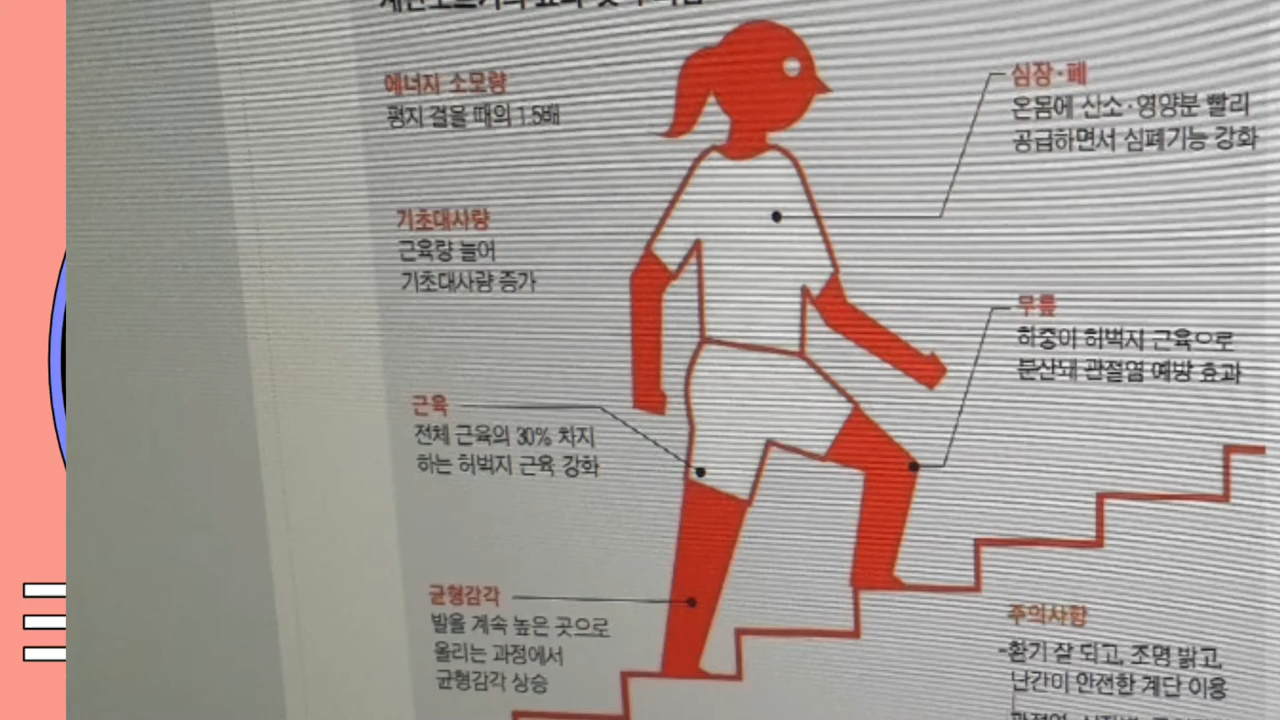 에너지 소모량
평지 걸을 때의 1.5배
기초대사량
근육량 늘어
기초대사량 증가
근육
전체 근육의 30% 차지
하는 허벅지 근육 강화
균형감각
발을 계속 높은 곳으로
올리는 과정에서
균형감각 상승
심장·폐
온몸에 산소·영양분 빨리
공급하면서 심폐기능 강화
무릎
하중이 허벅지 근육으로
분산돼 관절염 예방 효과
주의사항
-환기 잘 되고, 조명 밝고,
난간이 안전한 계단 이용